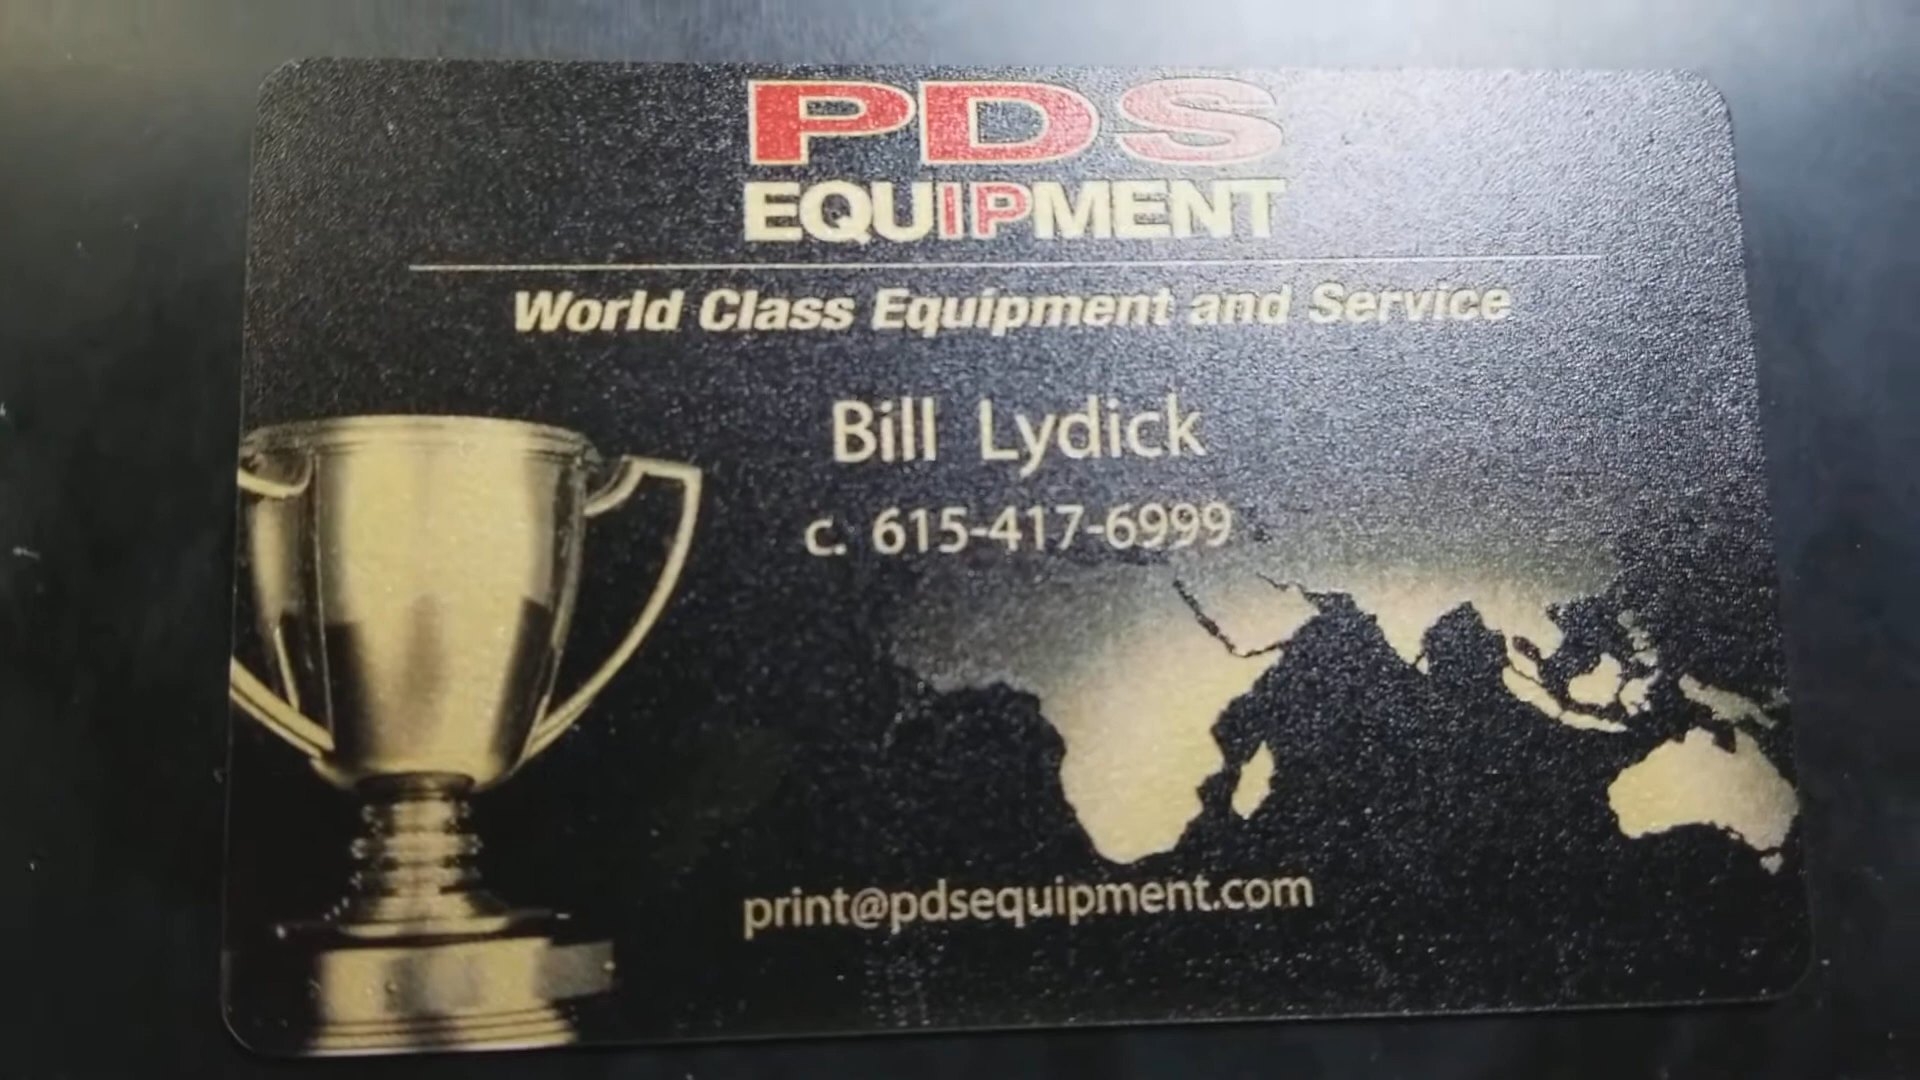 PDS
EQUIPMENT
World Class Equipment and Service
Bill Lydick
c. 615-417-6999
print@pdsequipment.com